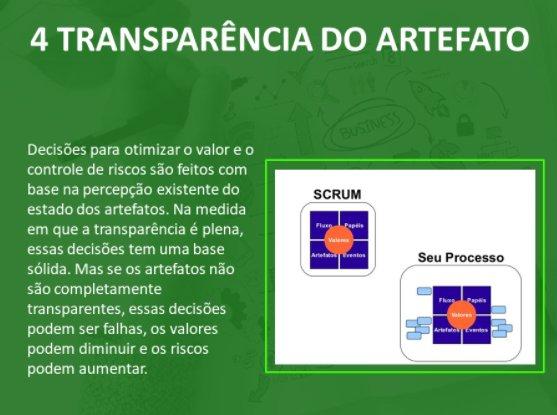 4 TRANSPARÊNCIA DO ARTEFATO
BUSINESS
Decisões para otimizar o valor e o
controle de riscos são feitos com
base na percepção existente do
estado dos artefatos. Na medida
em que a transparência é plena,
essas decisões tem uma base
sólida. Mas se os artefatos não
são completamente
transparentes, essas decisões
podem ser falhas, os valores
podem diminuir e os riscos
podem aumentar.
SCRUM
Fluxo Papéis
Valores
Artefatos Eventos
Seu Processo
Fluxo Papéis
Valores
Artefatos Eventos